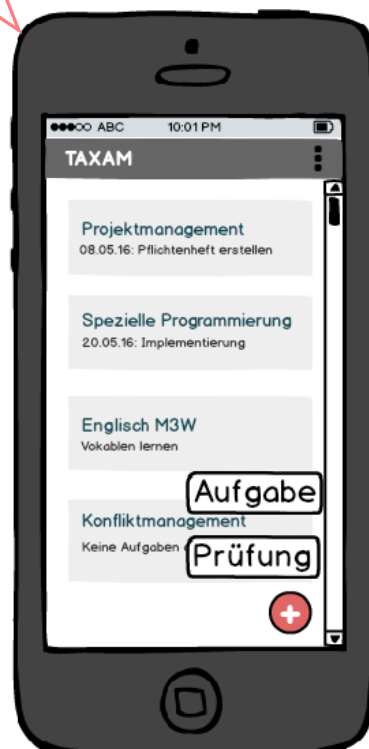 ABC 10:01 PM
TAXAM
Projektmanagement
08.05.16: Pflichtenheft erstellen
Spezielle Programmierung
20.05.16: Implementierung
Englisch M3W
Vokablen lernen
Aufgabe
Konfliktmanagement
Keine Aufgaben
Prüfung
+